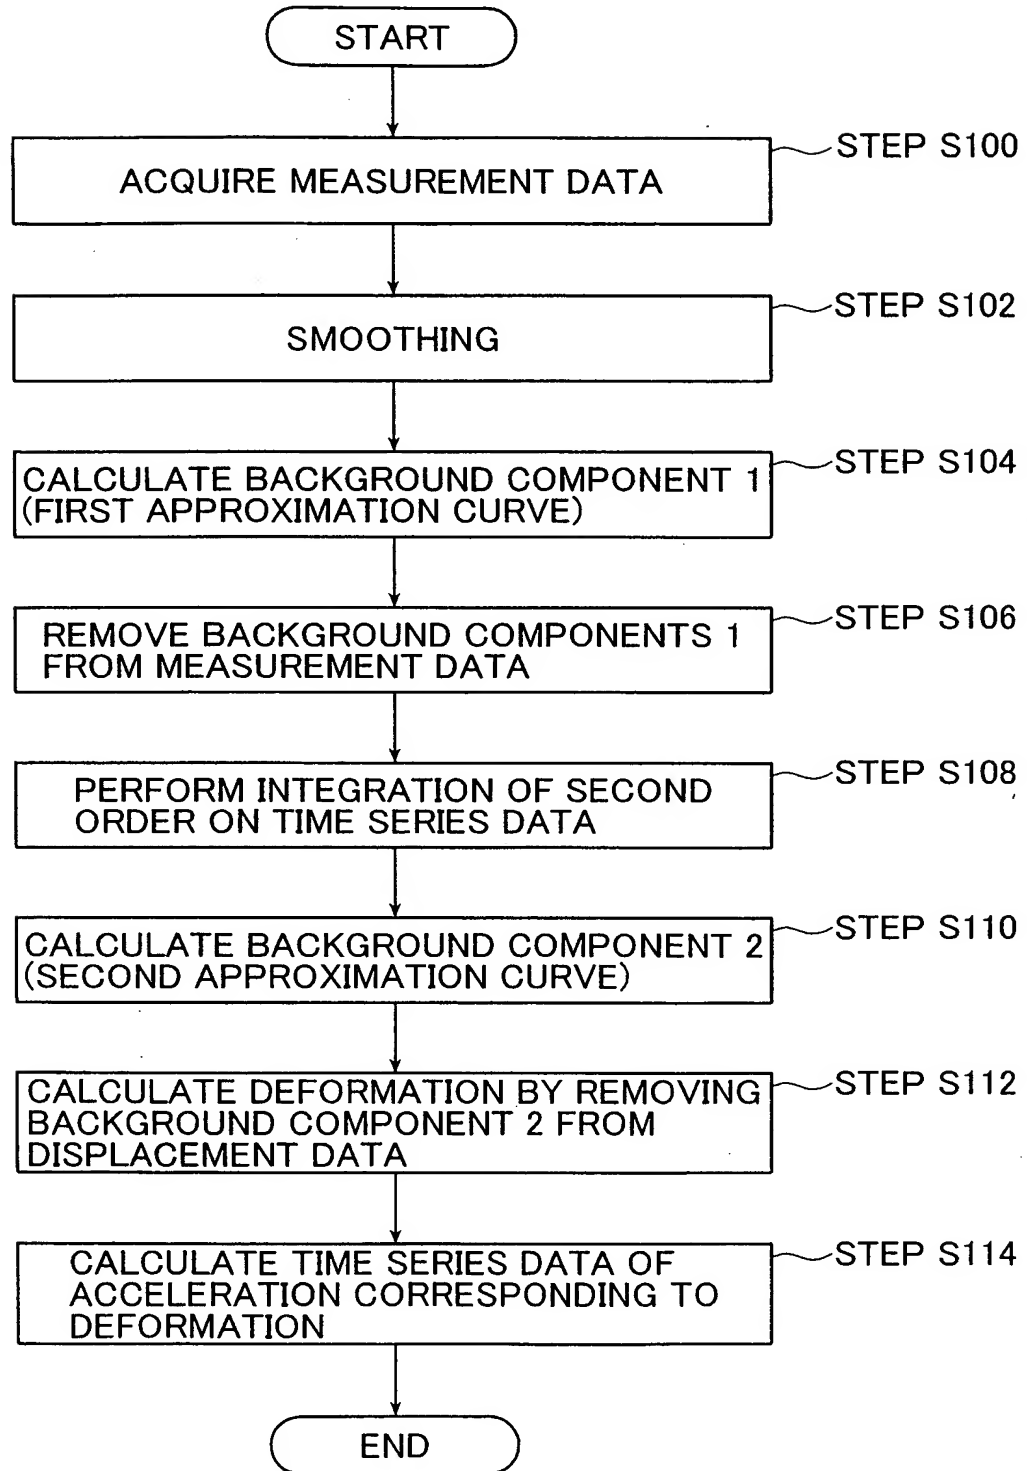 START
STEP S100
ACQUIRE MEASUREMENT DATA
STEP S102
SMOOTHING
STEP S104
CALCULATE BACKGROUND COMPONENT 1
(FIRST APPROXIMATION CURVE)
STEP S106
REMOVE BACKGROUND COMPONENTS 1
FROM MEASUREMENT DATA
STEP S108
PERFORM INTEGRATION OF SECOND
ORDER ON TIME SERIES DATA
STEP S110
CALCULATE BACKGROUND COMPONENT 2
(SECOND APPROXIMATION CURVE)
STEP S112
CALCULATE DEFORMATION BY REMOVING
BACKGROUND COMPONENT 2 FROM
DISPLACEMENT DATA
STEP S114
CALCULATE TIME SERIES DATA OF
ACCELERATION CORRESPONDING TO
DEFORMATION
END